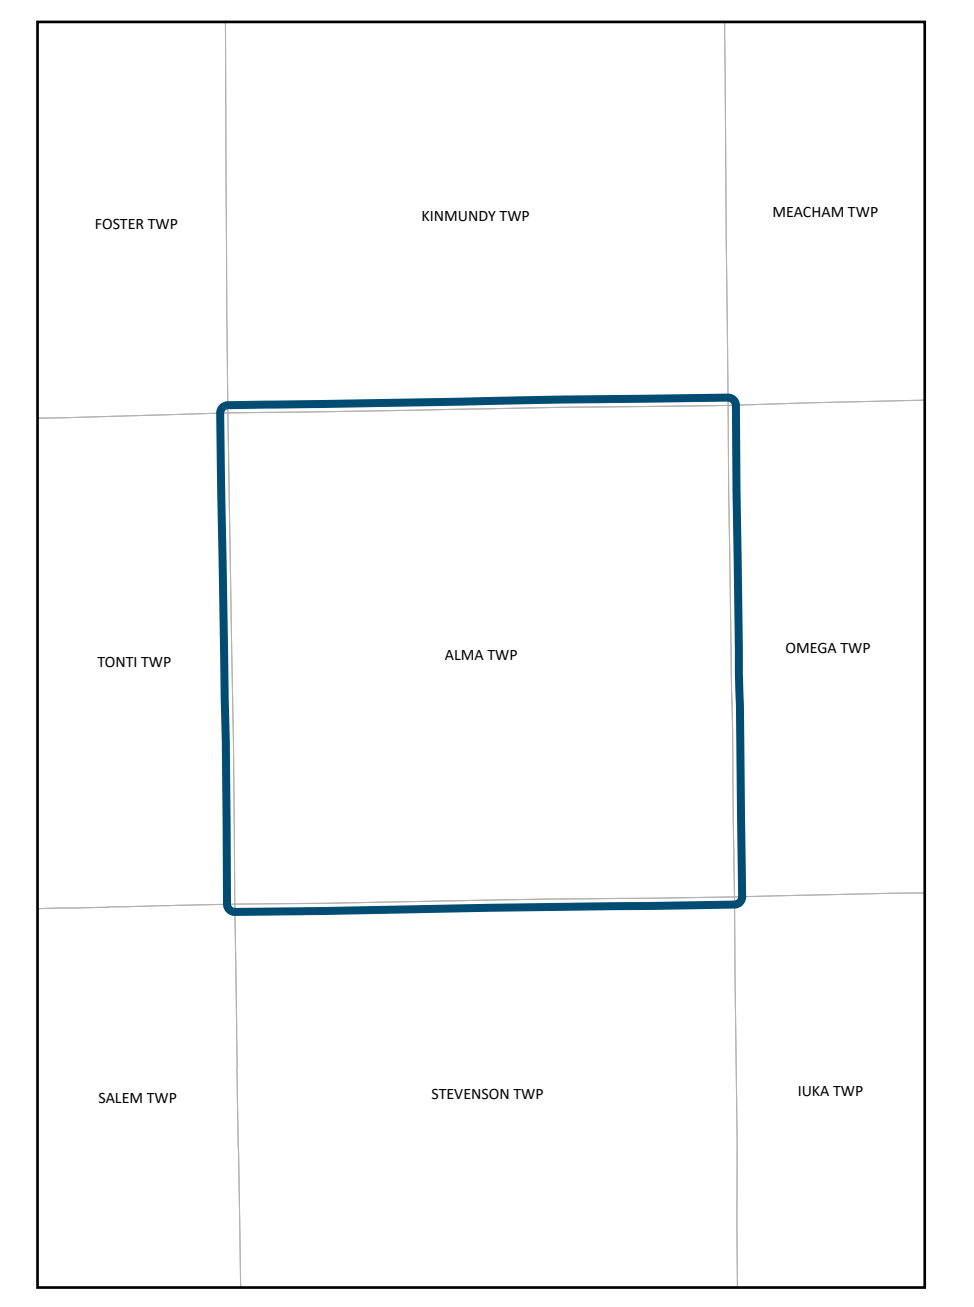 FOSTER TWP
KINMUNDY TWP
MEACHAM TWP
TONTI TWP
ALMA TWP
OMEGA TWP
SALEM TWP
STEVENSON TWP
IUKA TWP